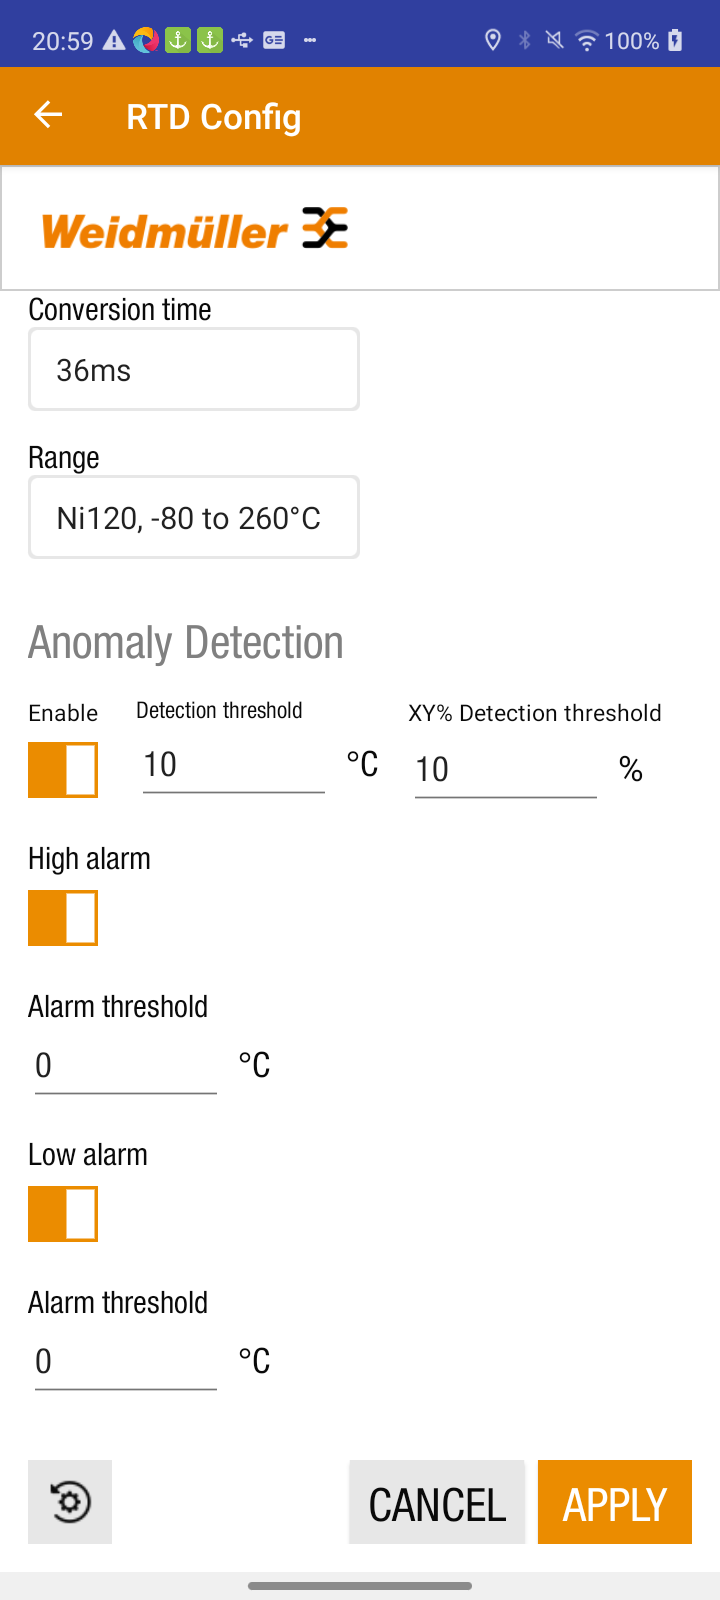 20:59 GE 100%
RTD Config
Weidmüller
Conversion time
36ms
Range
Ni120, -80 to 260°C
Anomaly Detection
Enable Detection threshold XY% Detection threshold
10 °C 10 %
High alarm
Alarm threshold
0 °C
Low alarm
Alarm threshold
0 °C
CANCEL APPLY